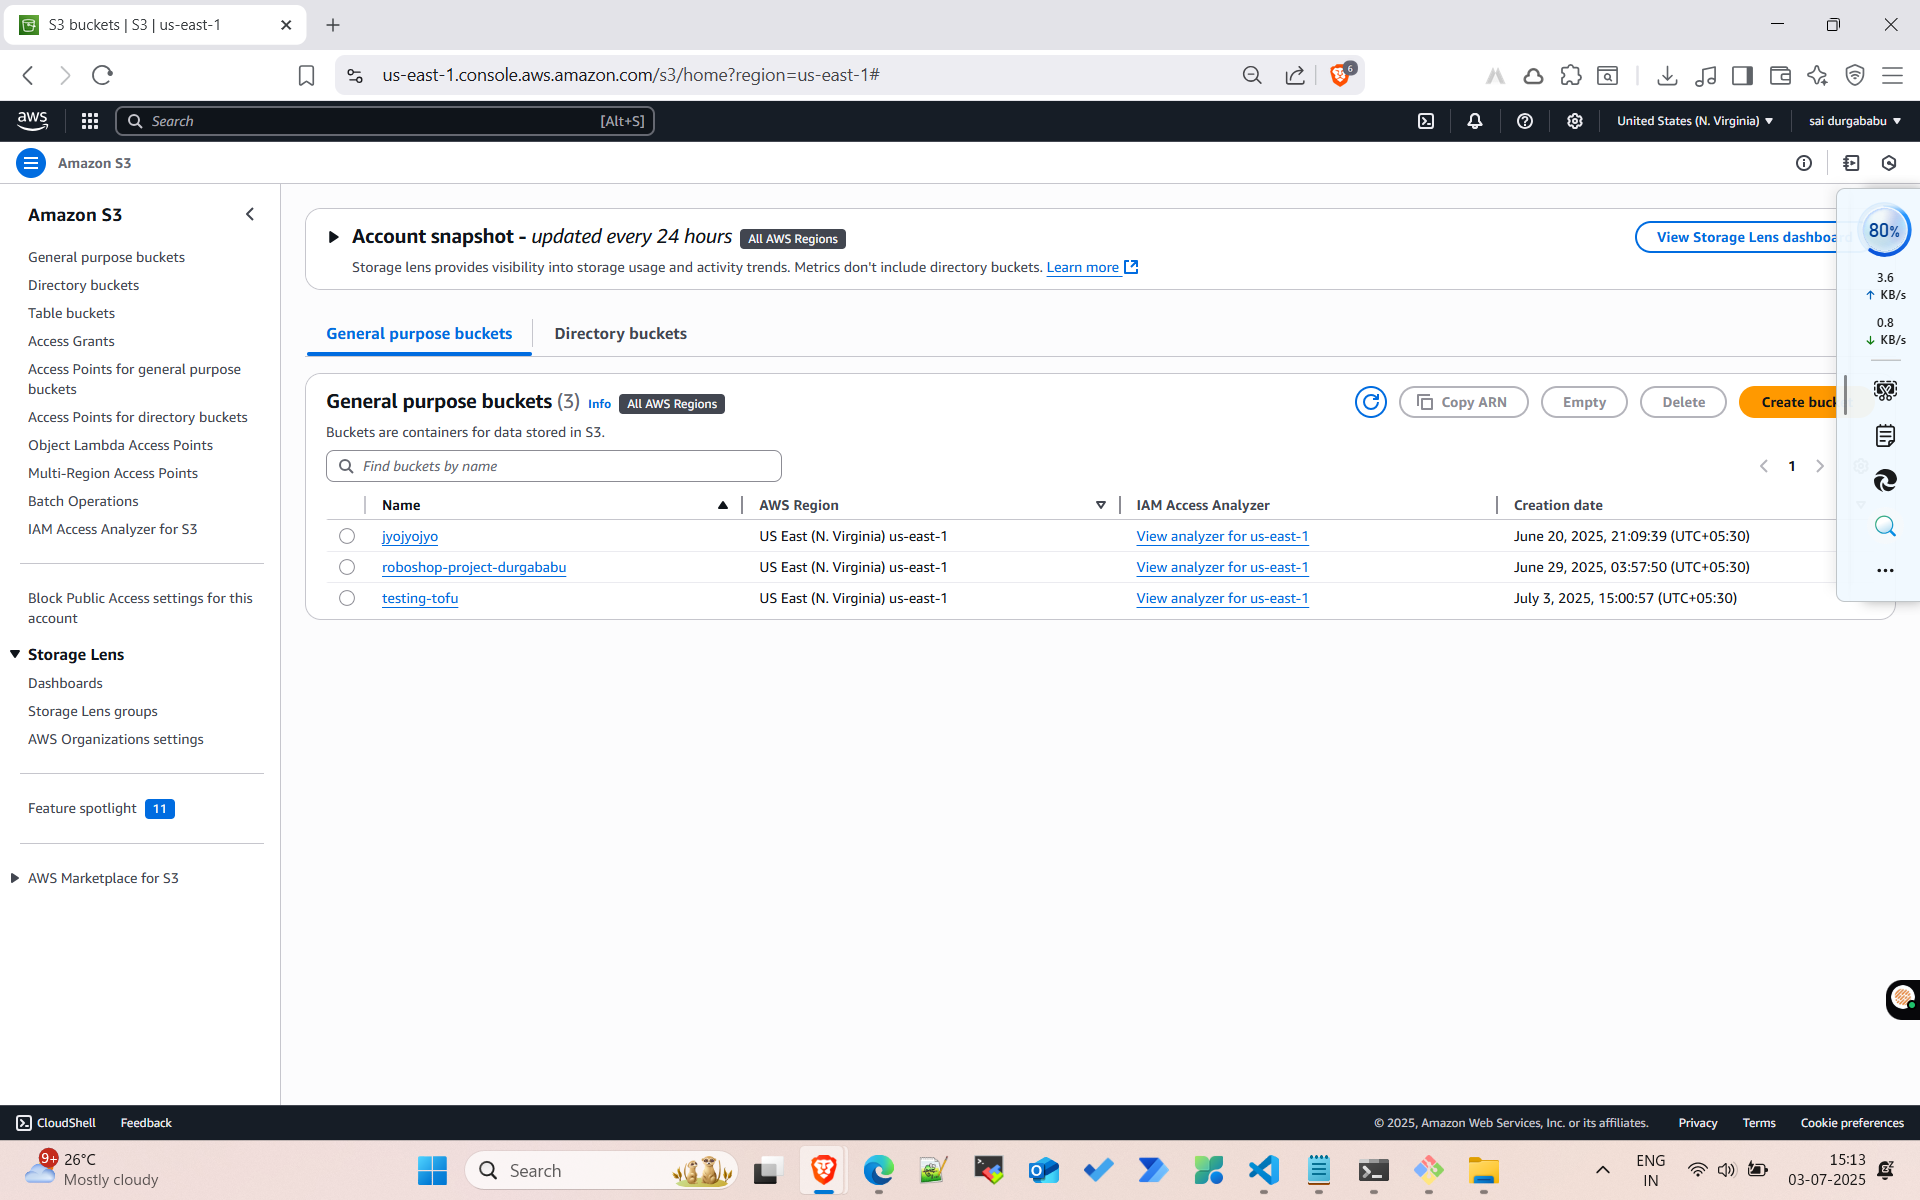 S3 buckets | S3 | us-east-1
us-east-1.console.aws.amazon.com/s3/home?region=us-east-1#
6
aws
Search
[Alt+S]
United States (N. Virginia)
sai durgababu
Amazon S3
Amazon S3
General purpose buckets
Directory buckets
Table buckets
Access Grants
Access Points for general purpose
buckets
Access Points for directory buckets
Object Lambda Access Points
Multi-Region Access Points
Batch Operations
IAM Access Analyzer for S3
Block Public Access settings for this
account
Storage Lens
Dashboards
Storage Lens groups
AWS Organizations settings
Feature spotlight 11
AWS Marketplace for S3
Account snapshot - updated every 24 hours All AWS Regions
Storage lens provides visibility into storage usage and activity trends. Metrics don't include directory buckets. Learn more
View Storage Lens dashboa
General purpose buckets
Directory buckets
General purpose buckets (3) Info All AWS Regions
Buckets are containers for data stored in S3.
Copy ARN
Empty
Delete
Create buck
Find buckets by name
1
Name AWS Region IAM Access Analyzer Creation date
jyojyojyo US East (N. Virginia) us-east-1 View analyzer for us-east-1 June 20, 2025, 21:09:39 (UTC+05:30)
roboshop-project-durgababu US East (N. Virginia) us-east-1 View analyzer for us-east-1 June 29, 2025, 03:57:50 (UTC+05:30)
testing-tofu US East (N. Virginia) us-east-1 View analyzer for us-east-1 July 3, 2025, 15:00:57 (UTC+05:30)
80%
3.6
KB/s
0.8
KB/s
CloudShell Feedback
© 2025, Amazon Web Services, Inc. or its affiliates. Privacy Terms Cookie preferences
9+
26°C
Mostly cloudy
Search
ENG
IN
15:13
03-07-2025